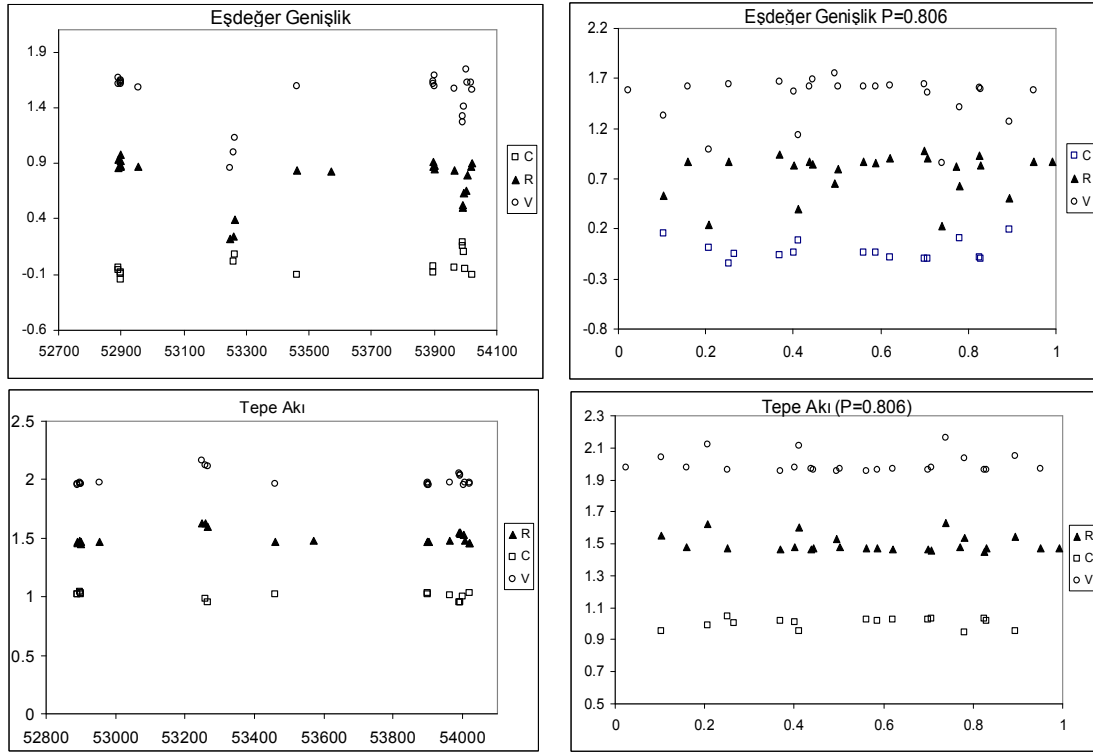 Eşdeğer Genişlik
1.9
1.4
0.9
0.4
-0.1
-0.6
52700 52900 53100 53300 53500 53700 53900 54100
C
R
V
Eşdeğer Genişlik P=0.806
2.2
1.7
1.2
0.7
0.2
-0.3
-0.8
0 0.2 0.4 0.6 0.8 1
C
R
V
Tepe Akı
2.5
2
1.5
1
0.5
0
52800 53000 53200 53400 53600 53800 54000
R
C
V
Tepe Akı (P=0.806)
2.3
2.1
1.9
1.7
1.5
1.3
1.1
0.9
0.7
0.5
0 0.2 0.4 0.6 0.8 1
R
C
V